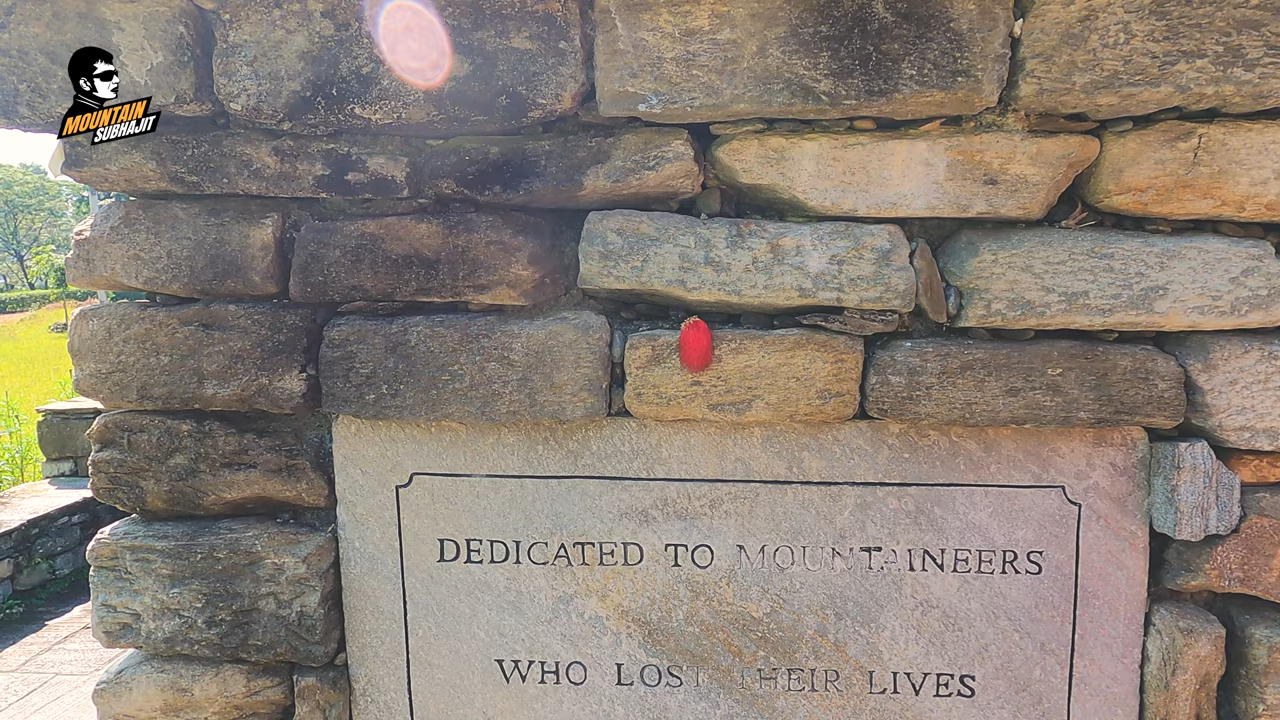 MOUNTAIN
SUBHAJIT
DEDICATED TO MOUNTAINEERS
WHO LOST THEIR LIVES